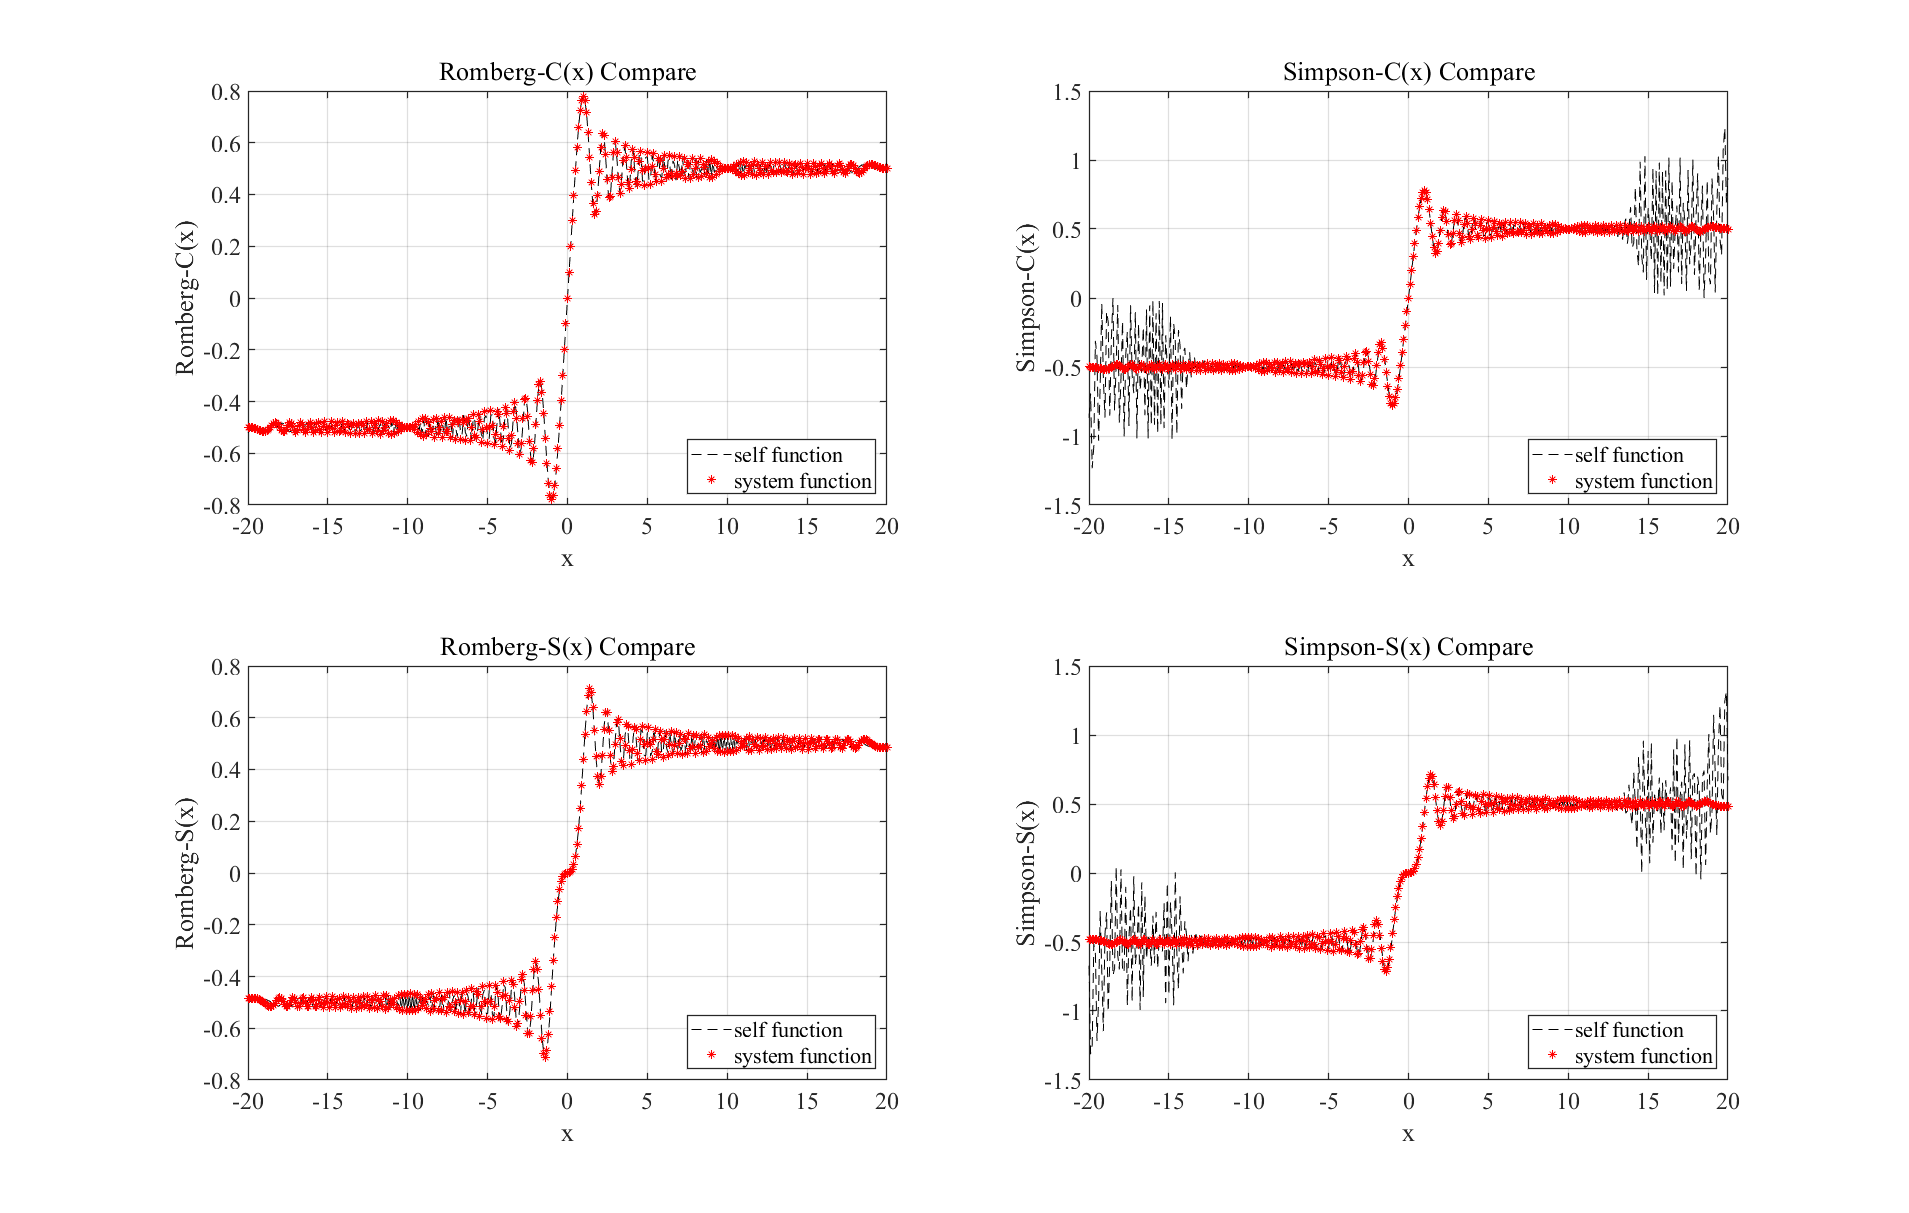 Romberg-C(x) Compare
0.8
0.6
0.4
0.2
0
-0.2
-0.4
-0.6
-0.8
Romberg-C(x)
-20 -15 -10 -5 0 5 10 15 20
x
self function
system function
Simpson-C(x) Compare
1.5
1
0.5
0
-0.5
-1
-1.5
Simpson-C(x)
-20 -15 -10 -5 0 5 10 15 20
x
self function
system function
Romberg-S(x) Compare
0.8
0.6
0.4
0.2
0
-0.2
-0.4
-0.6
-0.8
Romberg-S(x)
-20 -15 -10 -5 0 5 10 15 20
x
self function
system function
Simpson-S(x) Compare
1.5
1
0.5
0
-0.5
-1
-1.5
Simpson-S(x)
-20 -15 -10 -5 0 5 10 15 20
x
self function
system function